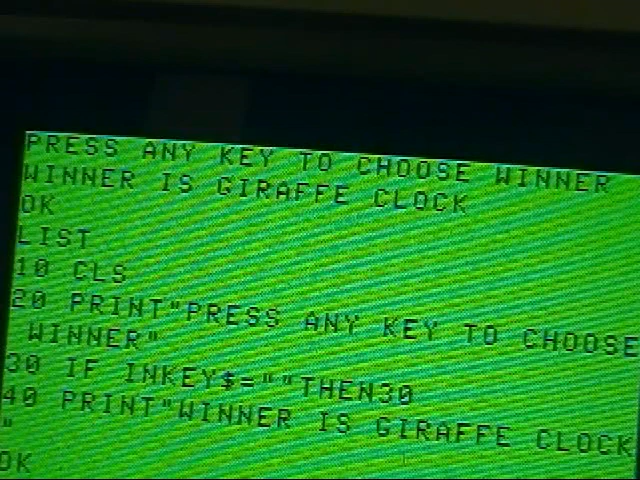 PRESS ANY KEY TO CHOOSE WINNER
WINNER IS GIRAFFE CLOCK
OK
LIST
10 CLS
20 PRINT"PRESS ANY KEY TO CHOOSE
WINNER"
30 IF INKEY$=""THEN30
40 PRINT"WINNER IS GIRAFFE CLOCK
"
OK